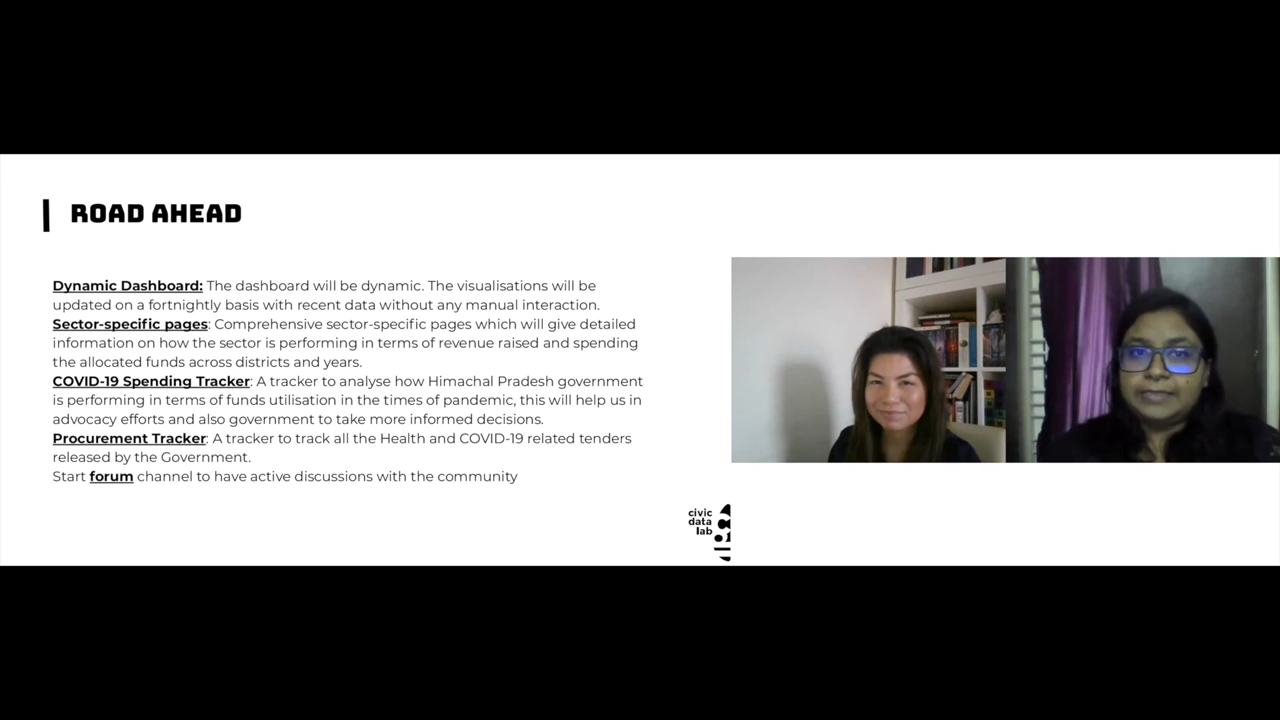 ROAD AHEAD
Dynamic Dashboard: The dashboard will be dynamic. The visualisations will be
updated on a fortnightly basis with recent data without any manual interaction.
Sector-specific pages: Comprehensive sector-specific pages which will give detailed
information on how the sector is performing in terms of revenue raised and spending
the allocated funds across districts and years.
COVID-19 Spending Tracker: A tracker to analyse how Himachal Pradesh government
is performing in terms of funds utilisation in the times of pandemic, this will help us in
advocacy efforts and also government to take more informed decisions.
Procurement Tracker: A tracker to track all the Health and COVID-19 related tenders
released by the Government.
Start forum channel to have active discussions with the community
civic
data
lab